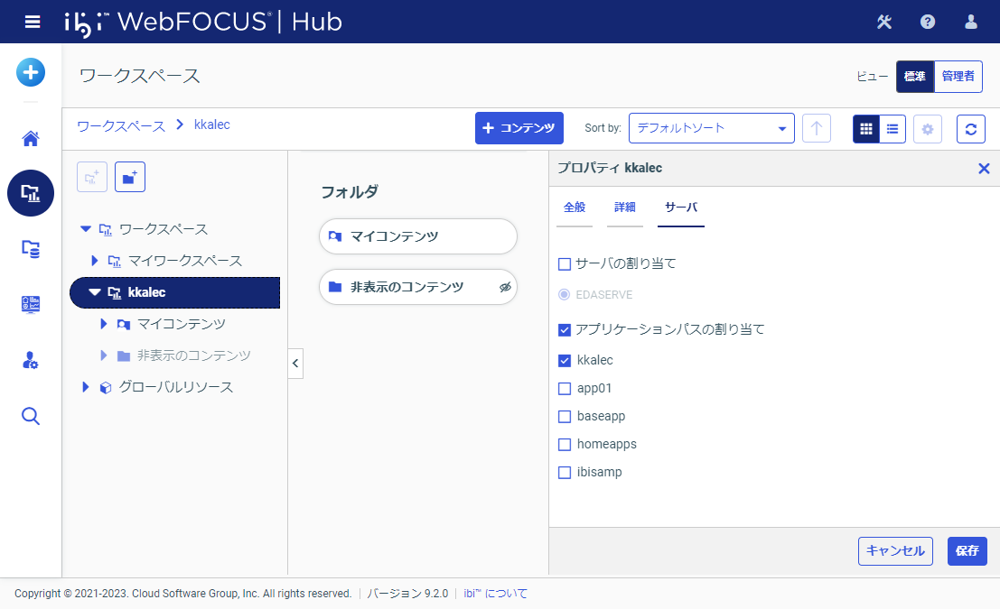 ibi™ WebFOCUS® | Hub
ワークスペース
ビュー 標準 管理者
ワークスペース > kkalec
+ コンテンツ
Sort by: デフォルトソート
ワークスペース
マイワークスペース
kkalec
マイコンテンツ
非表示のコンテンツ
グローバルリソース
フォルダ
マイコンテンツ
非表示のコンテンツ
プロパティ kkalec
全般 詳細 サーバ
サーバの割り当て
EDASERVE
アプリケーションパスの割り当て
kkalec
app01
baseapp
homeapps
ibisamp
キャンセル 保存
Copyright © 2021-2023. Cloud Software Group, Inc. All rights reserved. | バージョン 9.2.0 | ibi™ について